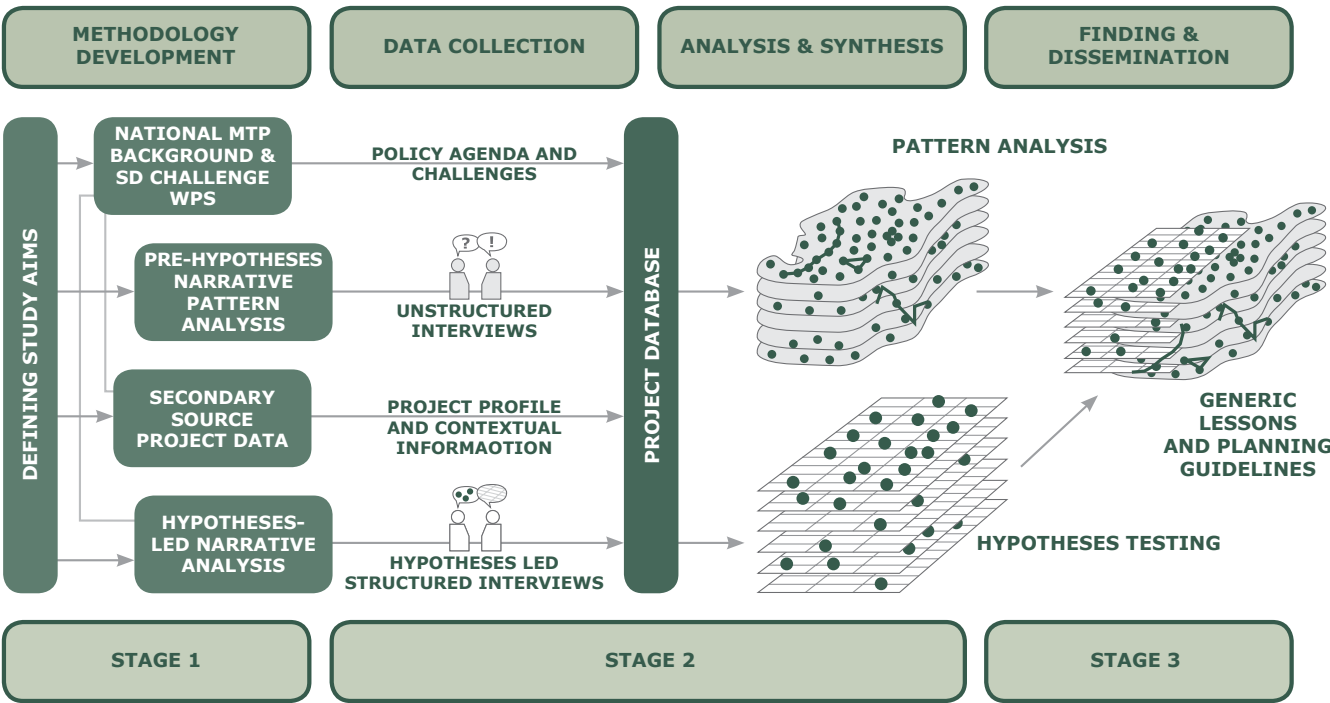 METHODOLOGY
DEVELOPMENT
DATA COLLECTION
ANALYSIS & SYNTHESIS
FINDING &
DISSEMINATION
DEFINING STUDY AIMS
NATIONAL MTP
BACKGROUND &
SD CHALLENGE
WPS
POLICY AGENDA AND
CHALLENGES
PRE-HYPOTHESES
NARRATIVE
PATTERN
ANALYSIS
? !
UNSTRUCTURED
INTERVIEWS
SECONDARY
SOURCE
PROJECT DATA
PROJECT PROFILE
AND CONTEXTUAL
INFORMAOTION
HYPOTHESES-
LED NARRATIVE
ANALYSIS
HYPOTHESES LED
STRUCTURED INTERVIEWS
PROJECT DATABASE
PATTERN ANALYSIS
HYPOTHESES TESTING
GENERIC
LESSONS
AND PLANNING
GUIDELINES
STAGE 1
STAGE 2
STAGE 3